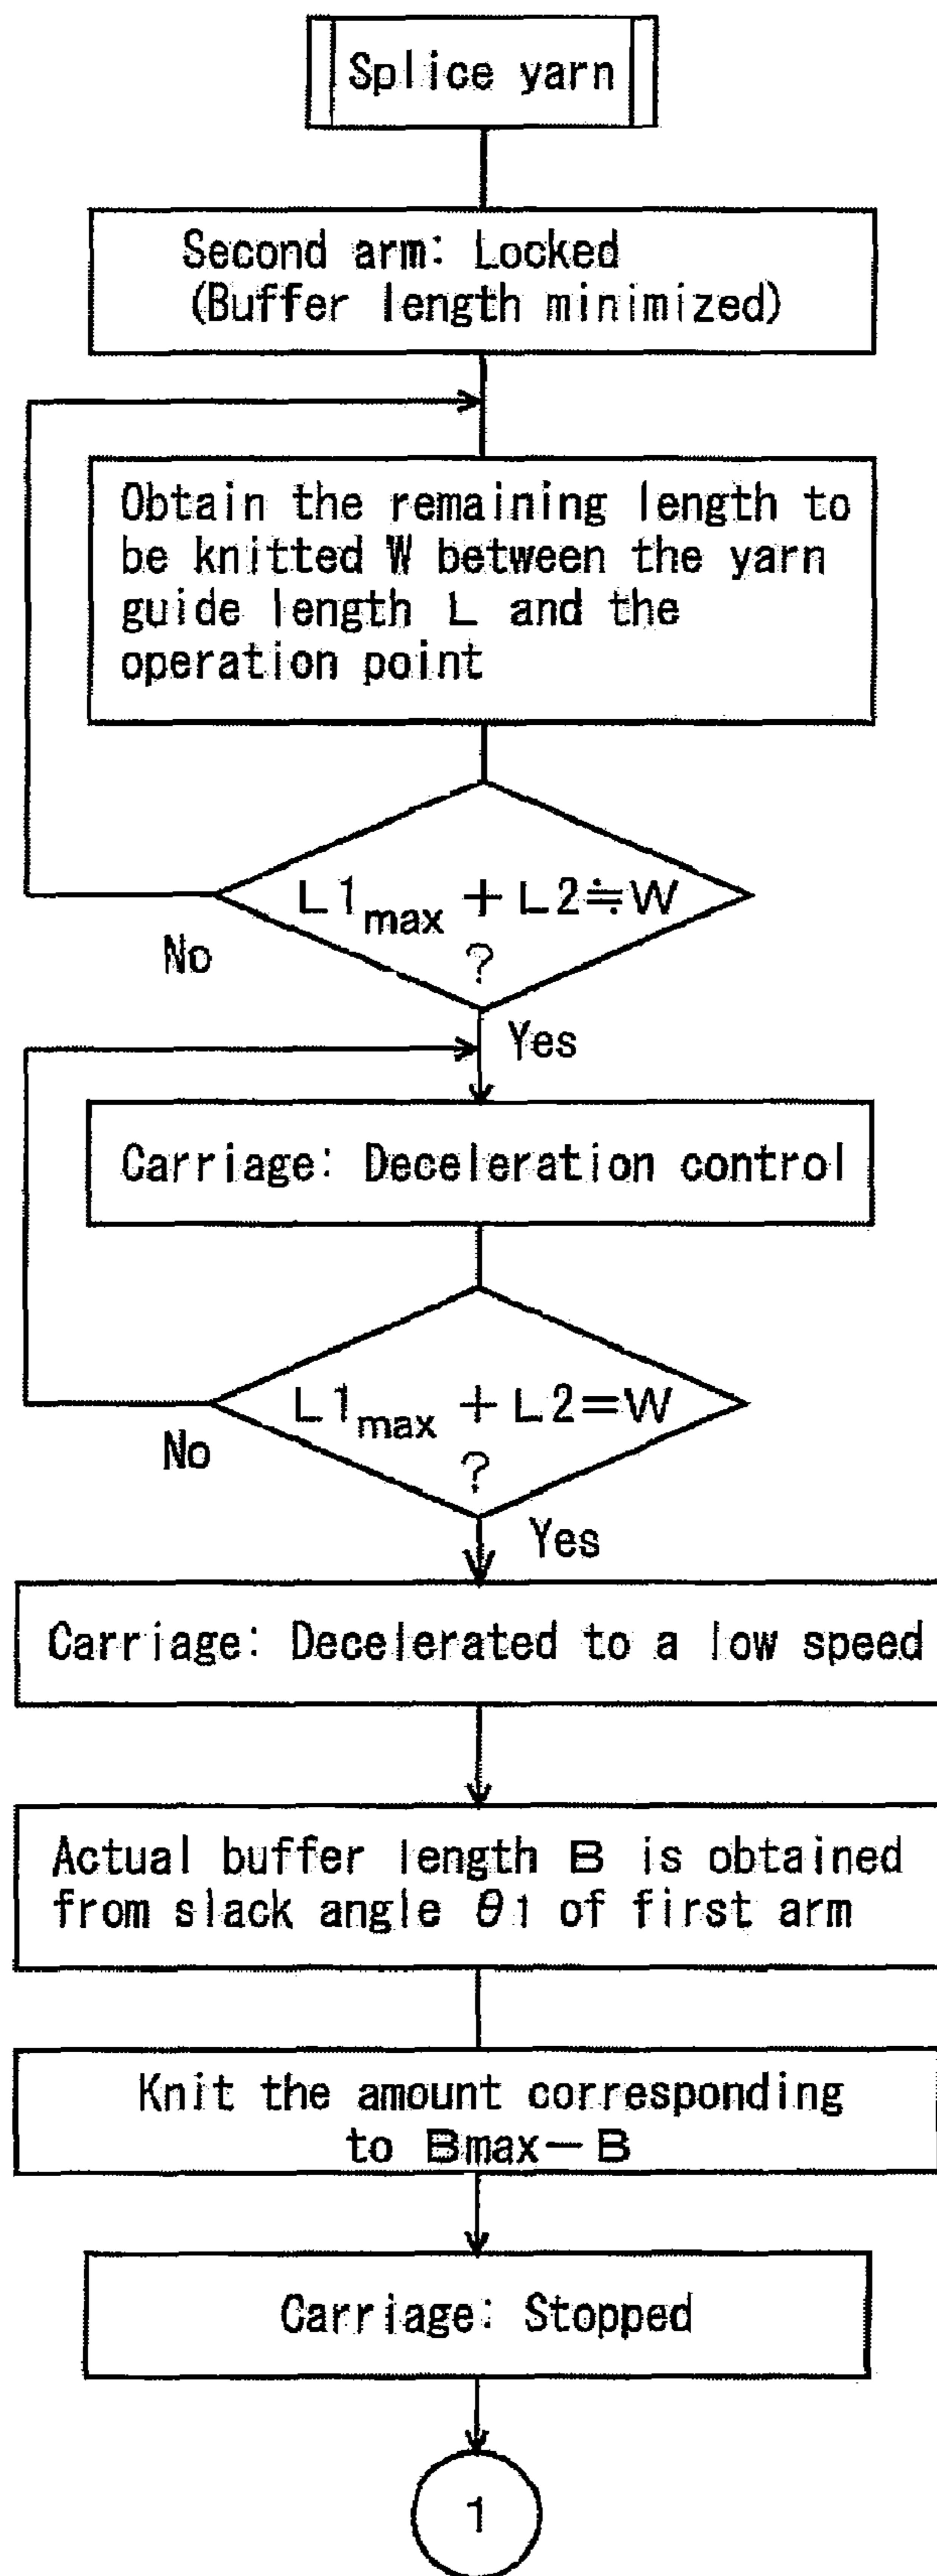 Splice yarn
Second arm: Locked
(Buffer length minimized)
Obtain the remaining length to
be knitted W between the yarn
guide length L and the
operation point
L1max + L2≒W
?
No
Yes
Carriage: Deceleration control
L1max + L2=W
?
No
Yes
Carriage: Decelerated to a low speed
Actual buffer length B is obtained
from slack angle θ1 of first arm
Knit the amount corresponding
to Bmax－B
Carriage: Stopped
1